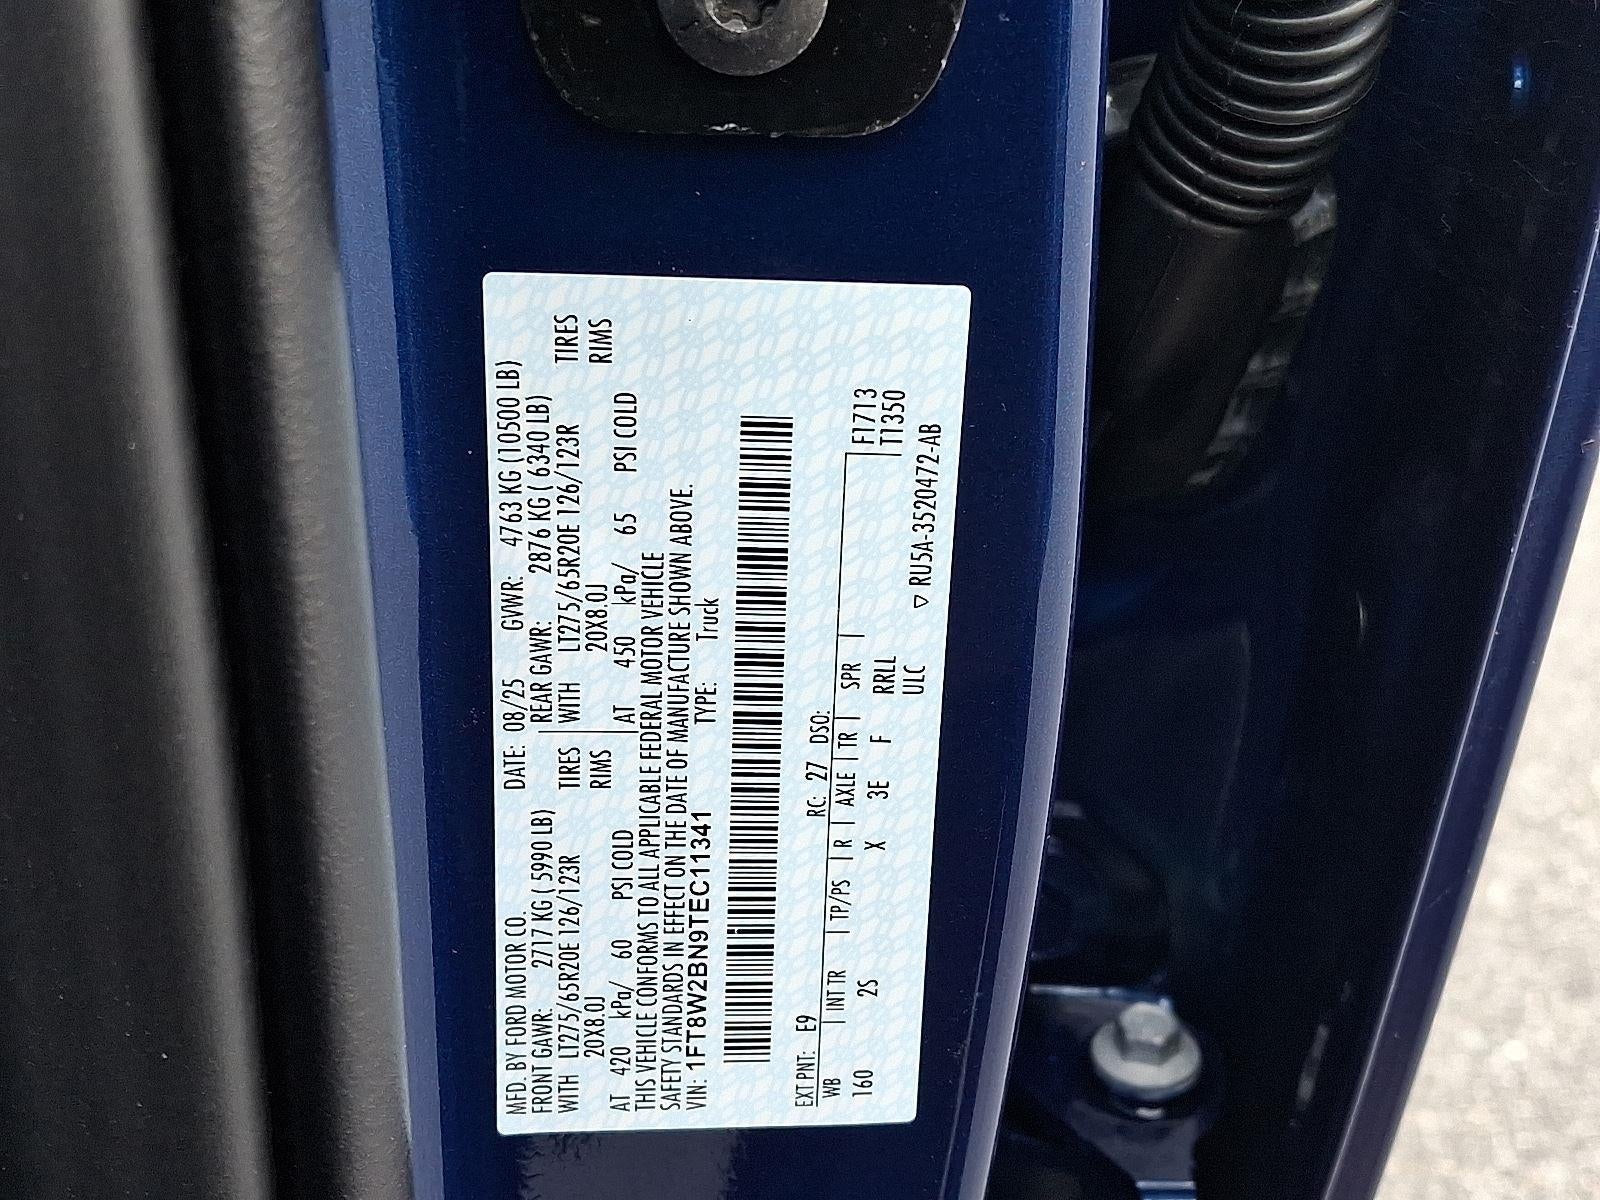 MFD. BY FORD MOTOR CO. DATE: 08/25 GVWR: 4763 KG (10500 LB)
FRONT GAWR: 2717 KG ( 5990 LB) REAR GAWR: 2876 KG ( 6340 LB)
WITH LT275/65R20E 126/123R TIRES WITH LT275/65R20E 126/123R TIRES
20X8.0J RIMS 20X8.0J RIMS
AT 420 kPa/ 60 PSI COLD AT 450 kPa/ 65 PSI COLD
THIS VEHICLE CONFORMS TO ALL APPLICABLE FEDERAL MOTOR VEHICLE
SAFETY STANDARDS IN EFFECT ON THE DATE OF MANUFACTURE SHOWN ABOVE.
VIN: 1FT8W2BN9TEC11341 TYPE: Truck
EXT PNT: E9 RC: 27 DSO:
WB INT TR TP/PS R AXLE TR SPR F1713
160 2S X 3E F RRLL T1350
ULC ▽ RU5A-3520472-AB